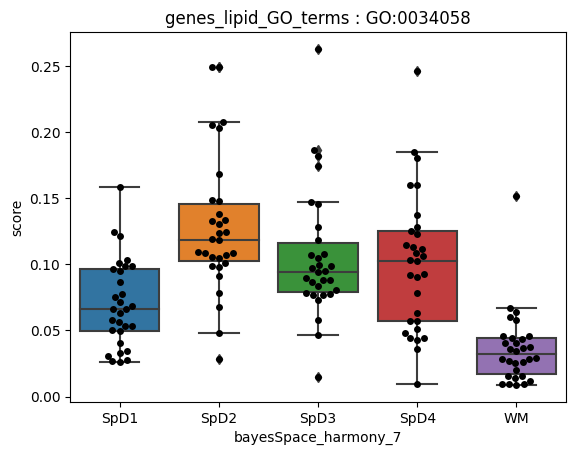 genes_lipid_GO_terms : GO:0034058
0.25
0.20
0.15
0.10
0.05
0.00
score
SpD1 SpD2 SpD3 SpD4 WM
bayesSpace_harmony_7